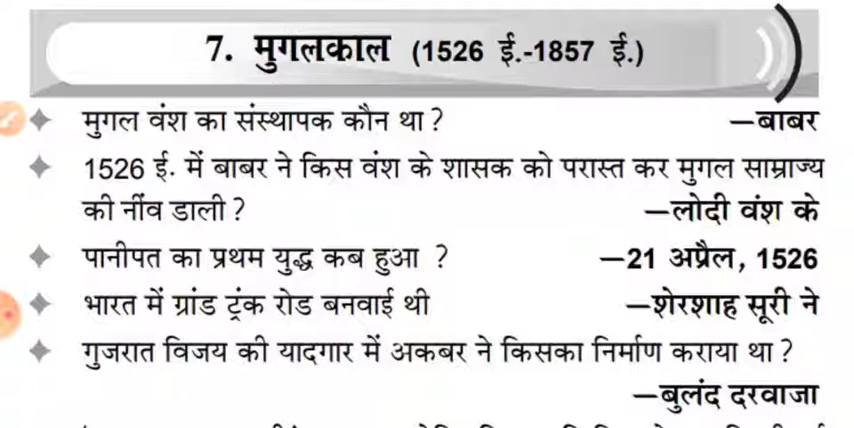 7. मुगलकाल (1526 ई.-1857 ई.)
मुगल वंश का संस्थापक कौन था ? —बाबर
1526 ई. में बाबर ने किस वंश के शासक को परास्त कर मुगल साम्राज्य
की नींव डाली ? —लोदी वंश के
पानीपत का प्रथम युद्ध कब हुआ ? —21 अप्रैल, 1526
भारत में ग्रांड ट्रंक रोड बनवाई थी —शेरशाह सूरी ने
गुजरात विजय की यादगार में अकबर ने किसका निर्माण कराया था ?
—बुलंद दरवाजा